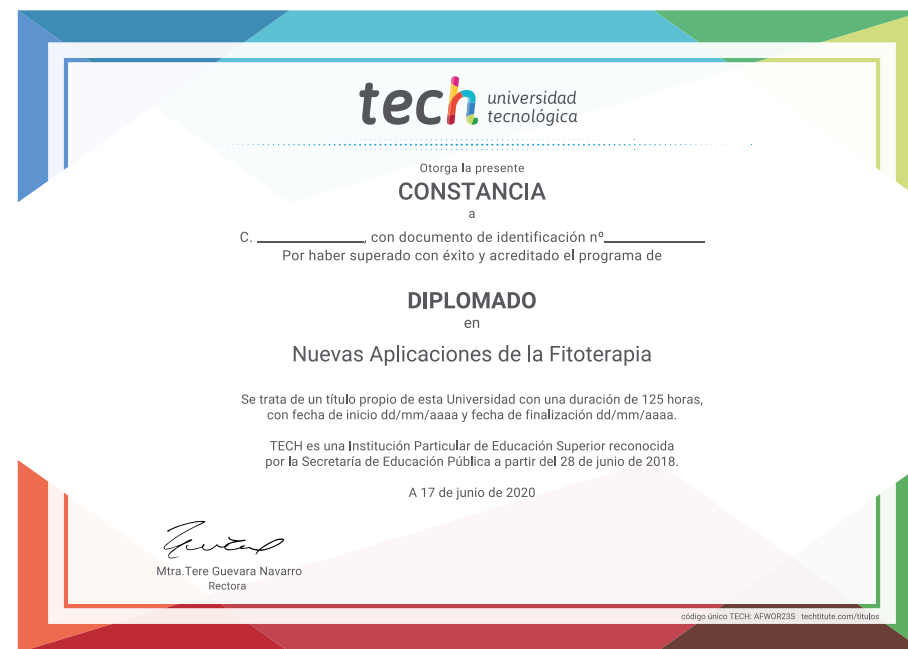 tech universidad
tecnológica
Otorga la presente
CONSTANCIA
a
C. ____________, con documento de identificación nº____________
Por haber superado con éxito y acreditado el programa de
DIPLOMADO
en
Nuevas Aplicaciones de la Fitoterapia
Se trata de un título propio de esta Universidad con una duración de 125 horas,
con fecha de inicio dd/mm/aaaa y fecha de finalización dd/mm/aaaa.
TECH es una Institución Particular de Educación Superior reconocida
por la Secretaría de Educación Pública a partir del 28 de junio de 2018.
A 17 de junio de 2020
Mtra.Tere Guevara Navarro
Rectora
código único TECH: AFWOR23S techtitute.com/titulos